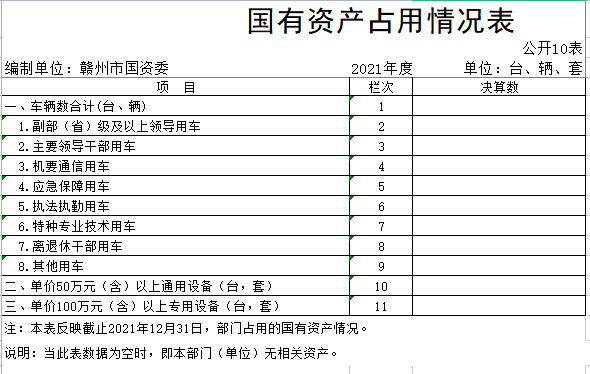 国有资产占用情况表
公开10表
编制单位：赣州市国资委 2021年度 单位：台、辆、套
项 目 栏次 决算数
一、车辆数合计(台、辆) 1
1.副部（省）级及以上领导用车 2
2.主要领导干部用车 3
3.机要通信用车 4
4.应急保障用车 5
5.执法执勤用车 6
6.特种专业技术用车 7
7.离退休干部用车 8
8.其他用车 9
二、单价50万元（含）以上通用设备（台，套） 10
三、单价100万元（含）以上专用设备（台，套） 11
注：本表反映截止2021年12月31日，部门占用的国有资产情况。
说明：当此表数据为空时，即本部门（单位）无相关资产。